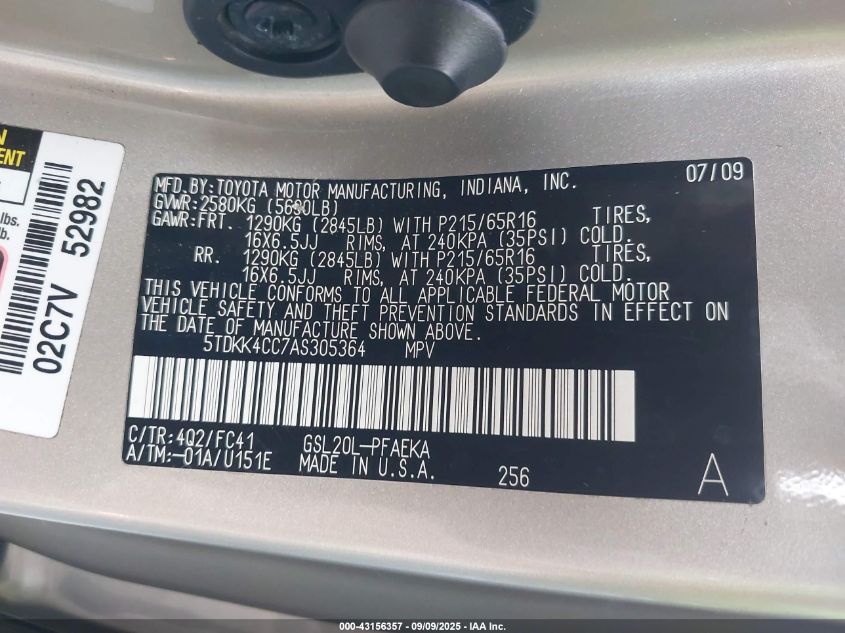 MFD. BY: TOYOTA MOTOR MANUFACTURING, INDIANA, INC. 07/09
GVWR: 2580KG (5690LB)
GAWR: FRT. 1290KG (2845LB) WITH P215/65R16 TIRES,
16X6.5JJ RIMS, AT 240KPA (35PSI) COLD.
RR. 1290KG (2845LB) WITH P215/65R16 TIRES,
16X6.5JJ RIMS, AT 240KPA (35PSI) COLD.
THIS VEHICLE CONFORMS TO ALL APPLICABLE FEDERAL MOTOR
VEHICLE SAFETY AND THEFT PREVENTION STANDARDS IN EFFECT ON
THE DATE OF MANUFACTURE SHOWN ABOVE.
5TDKK4CC7AS305364 MPV
C/TR: 4Q2/FC41 GSL20L-PFAEKA
A/TM: -01A/U151E MADE IN U.S.A. 256 A
02C7V 52982
lbs.
lb.
000-43156357 - 09/09/2025 - IAA Inc.